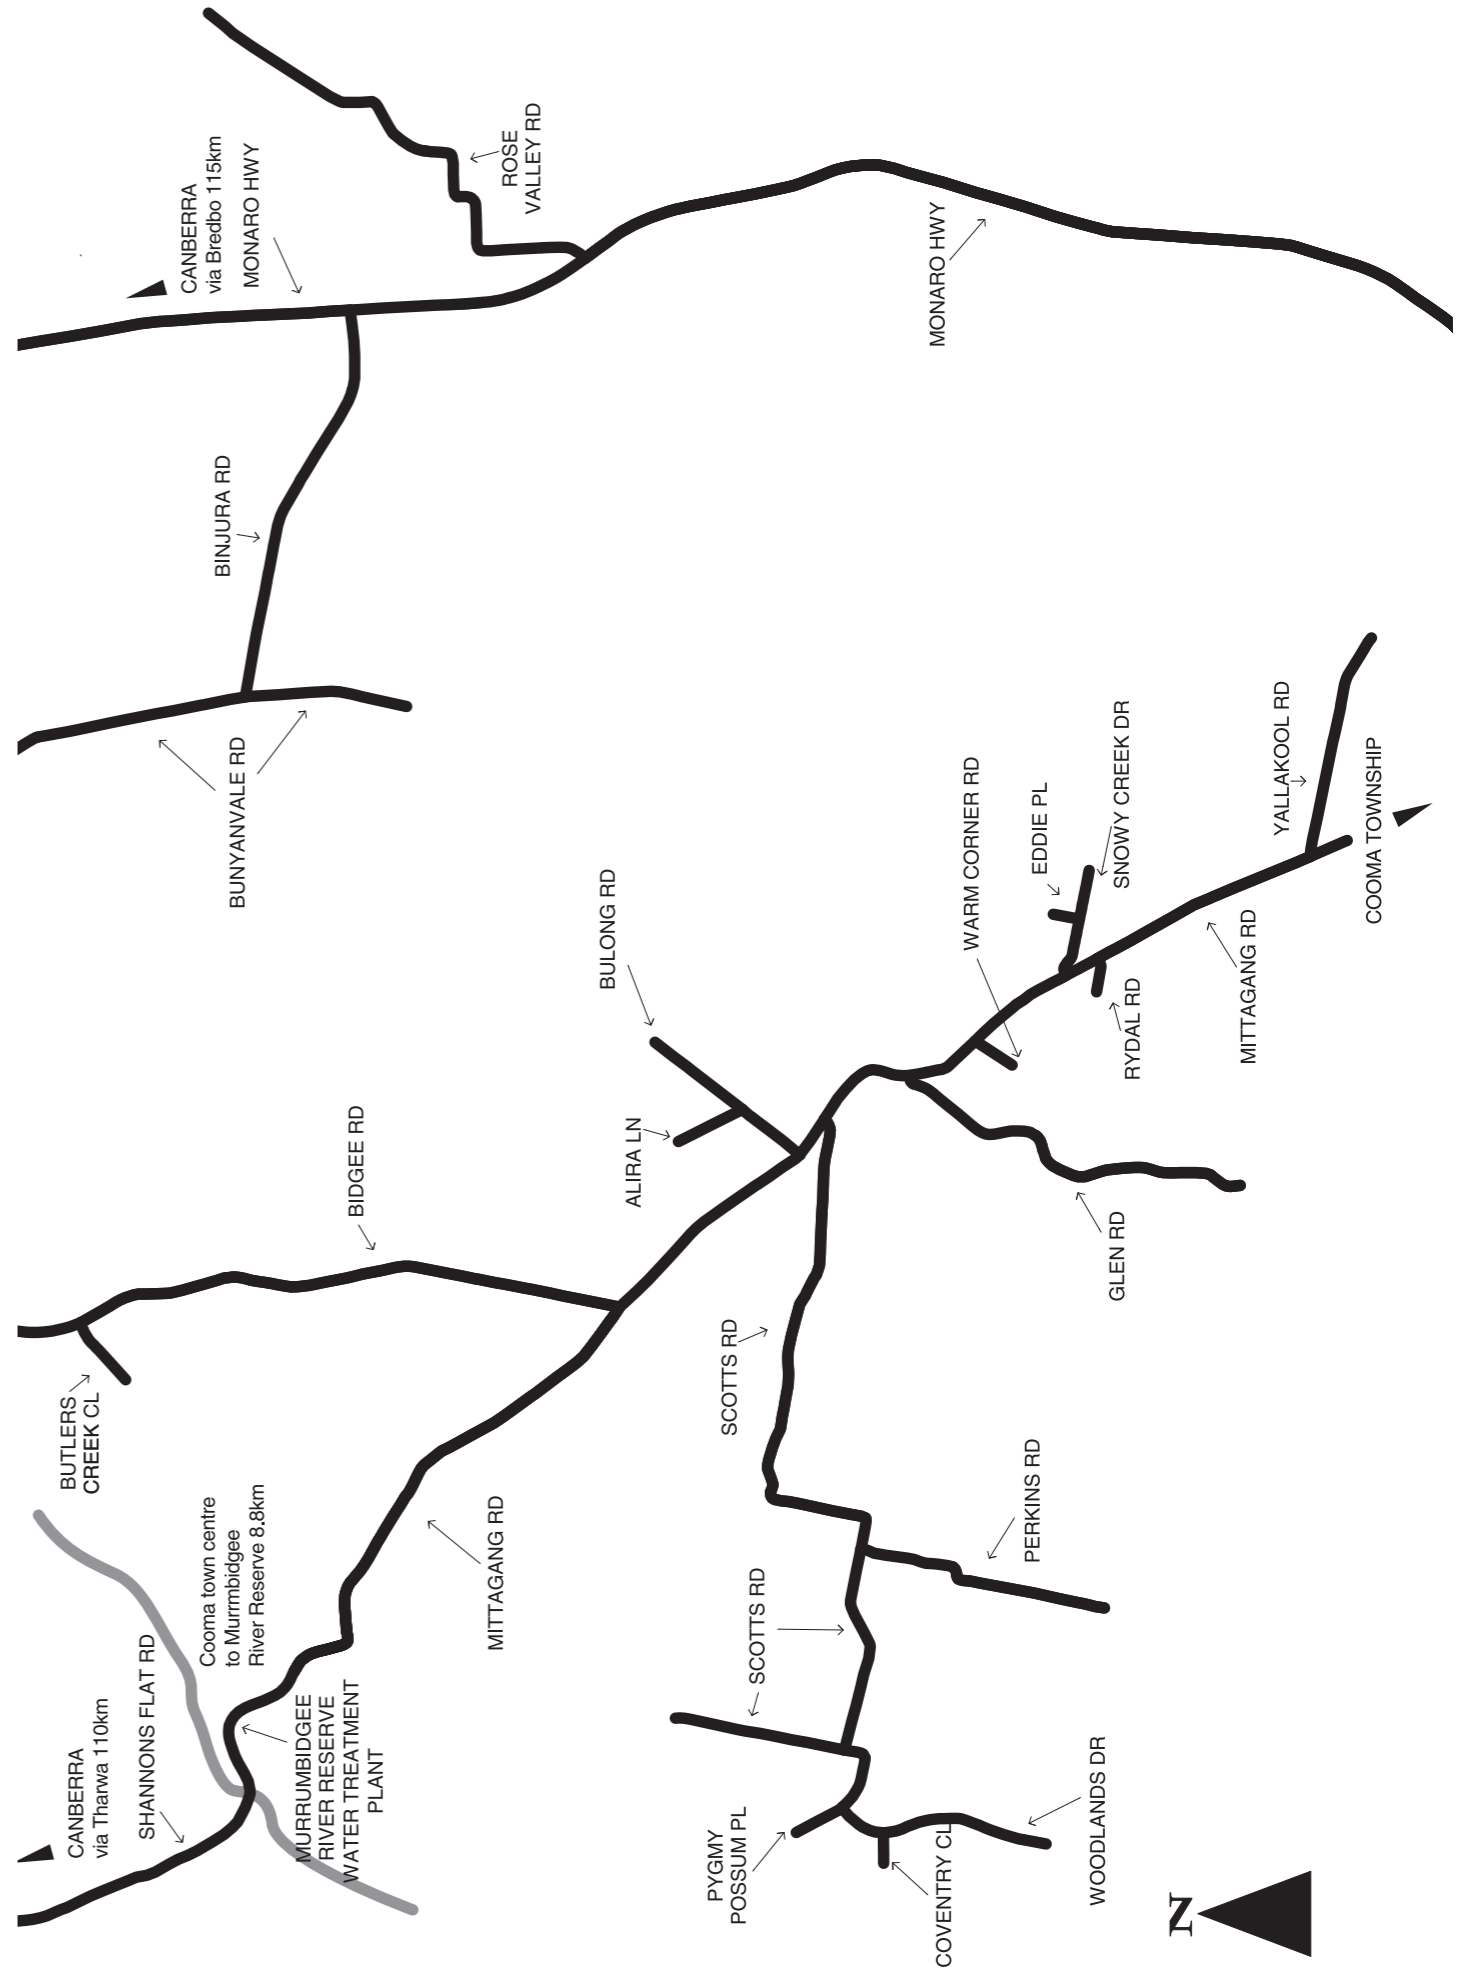 CANBERRA
via Tharwa 110km
SHANNONS FLAT RD
Cooma town centre
to Murrmbidgee
River Reserve 8.8km
MURRUMBIDGEE
RIVER RESERVE
WATER TREATMENT
PLANT
BUTLERS
CREEK CL
BIDGEE RD
MITTAGANG RD
BUNYANVALE RD
BINJURA RD
CANBERRA
via Bredbo 115km
MONARO HWY
ROSE
VALLEY RD
ALIRA LN
BULONG RD
PYGMY
POSSUM PL
SCOTTS RD
SCOTTS RD
COVENTRY CL
WOODLANDS DR
PERKINS RD
GLEN RD
WARM CORNER RD
EDDIE PL
SNOWY CREEK DR
RYDAL RD
MITTAGANG RD
YALLAKOOL RD
COOMA TOWNSHIP
MONARO HWY
N